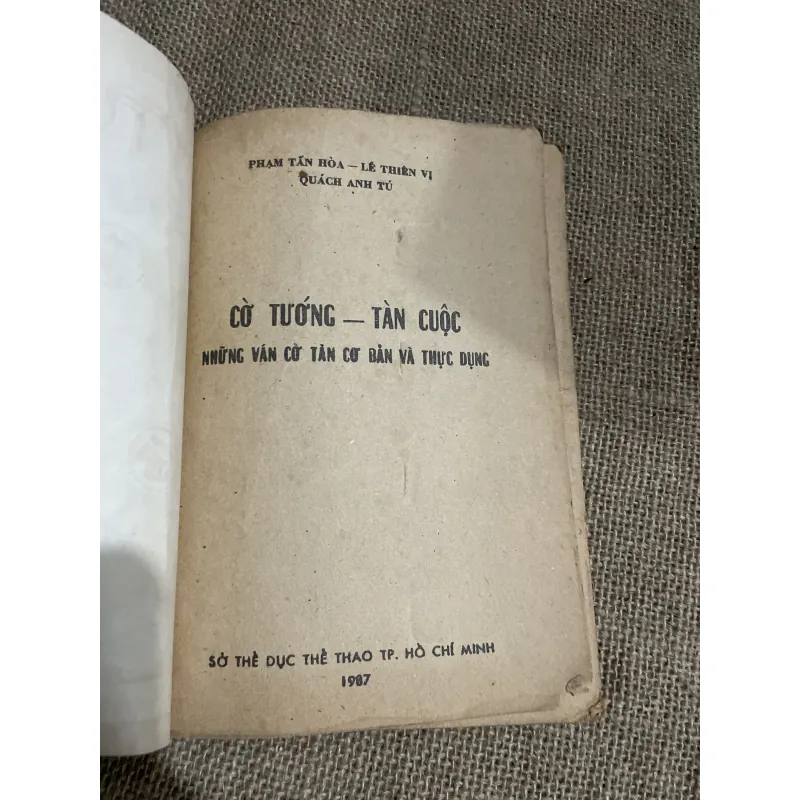 PHẠM TẤN HÒA — LÊ THIÊN VỊ
QUÁCH ANH TÚ
CỜ TƯỚNG — TÀN CUỘC
NHỮNG VÁN CỜ TÀN CƠ BẢN VÀ THỰC DỤNG
SỞ THỂ DỤC THỂ THAO TP. HỒ CHÍ MINH
1987